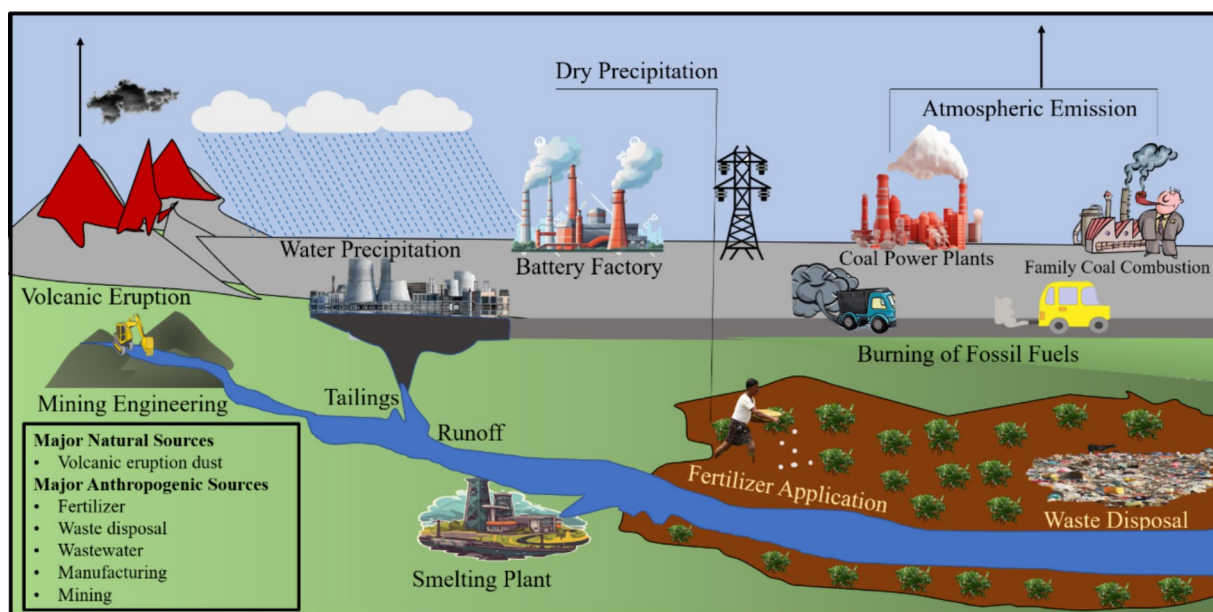 Dry Precipitation
Atmospheric Emission
Water Precipitation
Battery Factory
Coal Power Plants
Family Coal Combustion
Volcanic Eruption
Burning of Fossil Fuels
Mining Engineering
Tailings
Runoff
Fertilizer Application
Waste Disposal
Smelting Plant
Major Natural Sources
• Volcanic eruption dust
Major Anthropogenic Sources
• Fertilizer
• Waste disposal
• Wastewater
• Manufacturing
• Mining